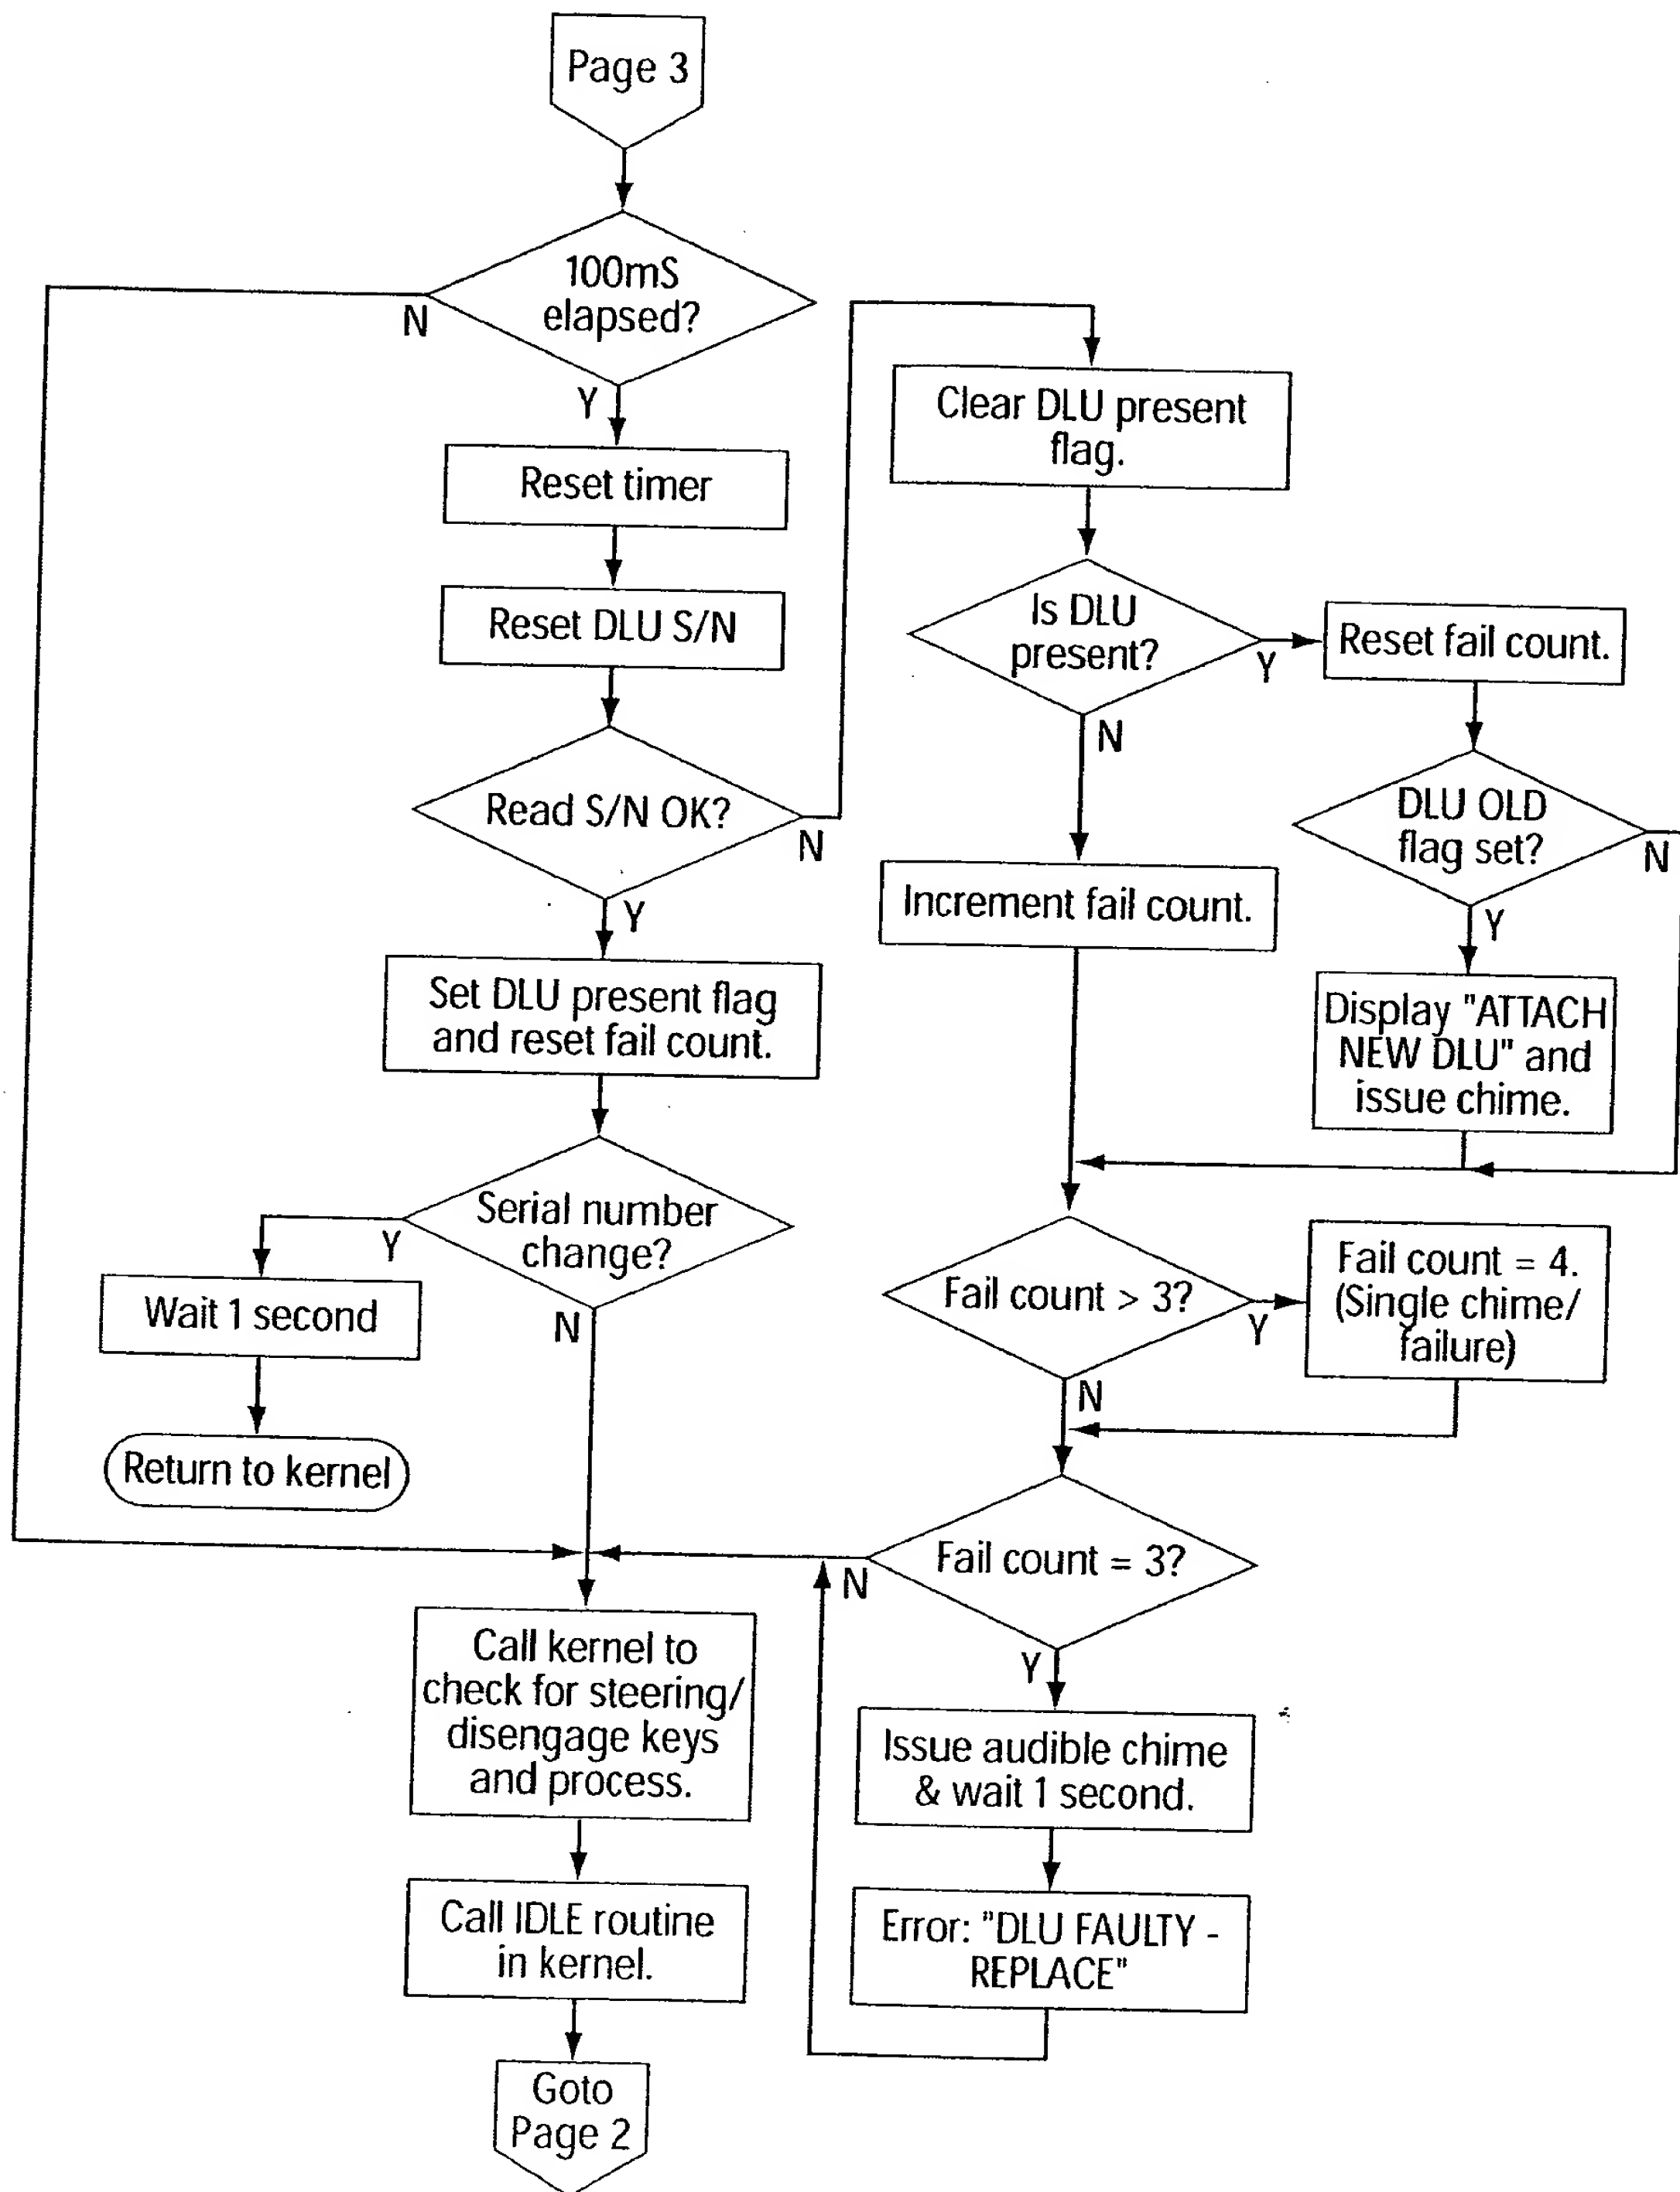 Page 3
100mS
elapsed?
N
Y
Reset timer
Reset DLU S/N
Read S/N OK?
N
Y
Set DLU present flag
and reset fail count.
Serial number
change?
Y
N
Wait 1 second
Return to kernel
Call kernel to
check for steering/
disengage keys
and process.
Call IDLE routine
in kernel.
Goto
Page 2
Clear DLU present
flag.
Is DLU
present?
Y
N
Reset fail count.
DLU OLD
flag set?
N
Y
Display "ATTACH
NEW DLU" and
issue chime.
Increment fail count.
Fail count > 3?
Y
N
Fail count = 4.
(Single chime/
failure)
Fail count = 3?
N
Y
Issue audible chime
& wait 1 second.
Error: "DLU FAULTY -
REPLACE"